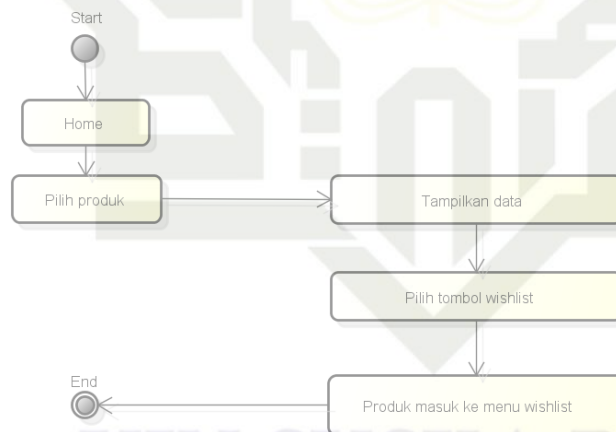 Start
Home
Pilih produk
Tampilkan data
Pilih tombol wishlist
End
Produk masuk ke menu wishlist